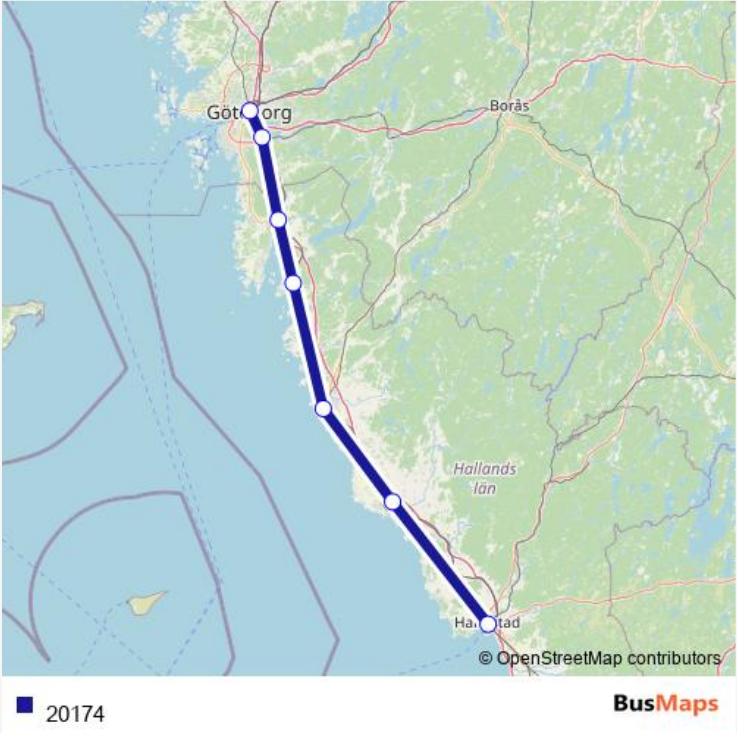 Göteborg
Borås
Hallands
län
Halmstad
© OpenStreetMap contributors
20174
BusMaps